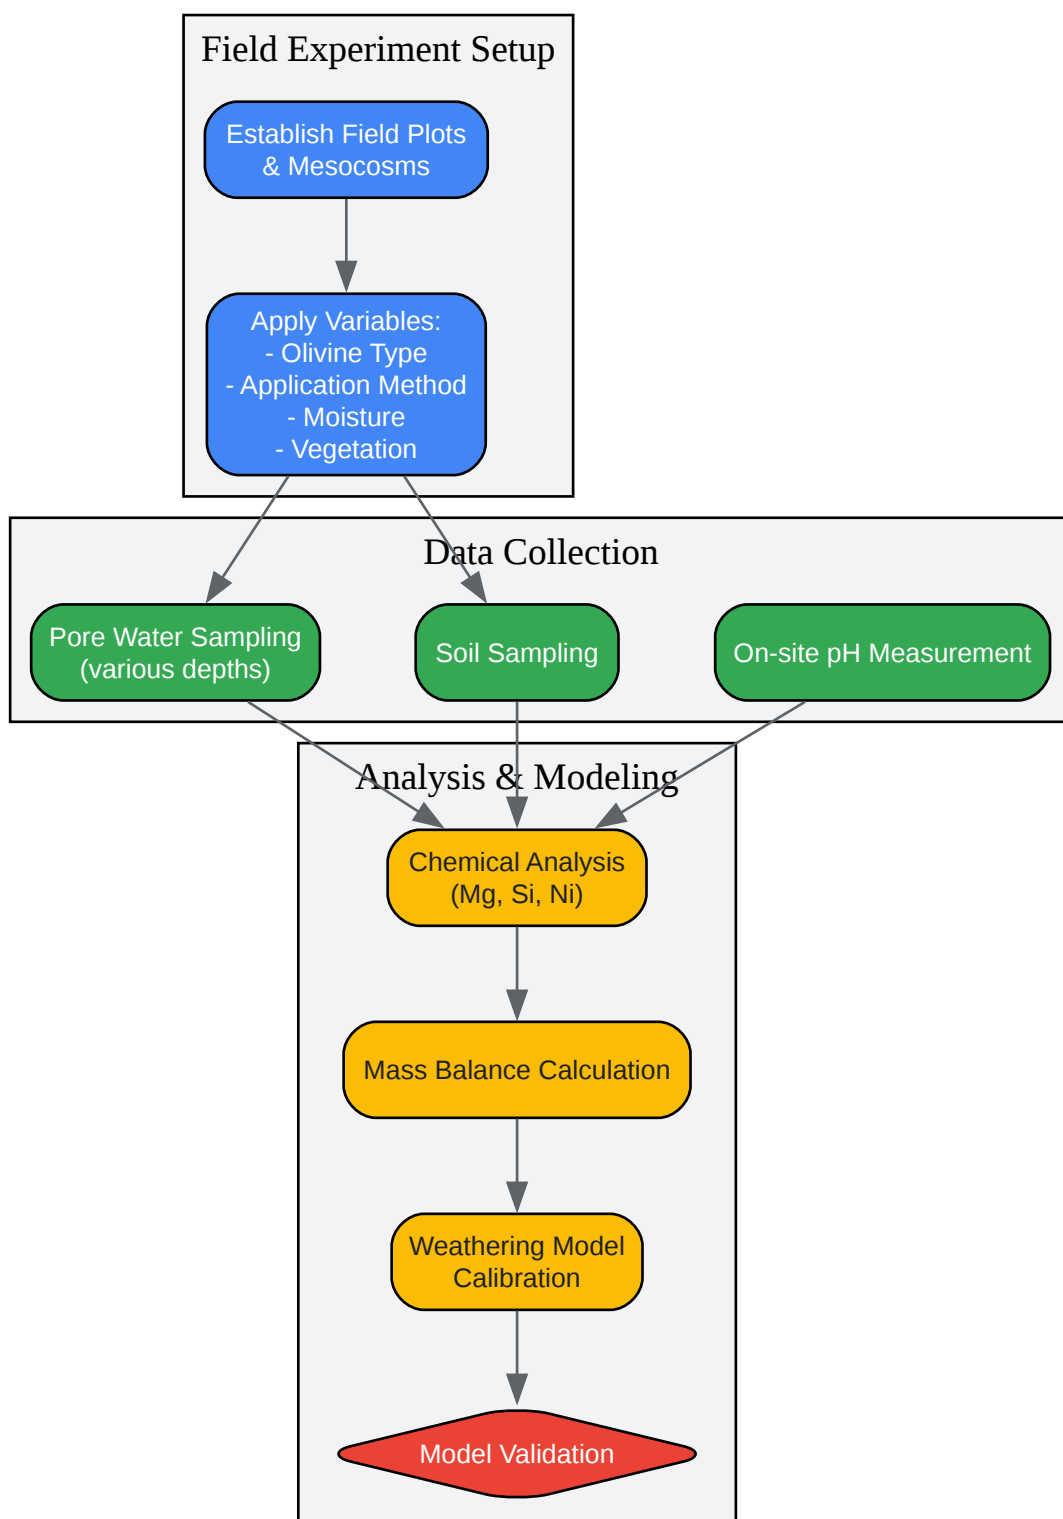 Field Experiment Setup
Establish Field Plots
& Mesocosms
Apply Variables:
- Olivine Type
- Application Method
- Moisture
- Vegetation
Data Collection
Pore Water Sampling
(various depths)
Soil Sampling
On-site pH Measurement
Analysis & Modeling
Chemical Analysis
(Mg, Si, Ni)
Mass Balance Calculation
Weathering Model
Calibration
Model Validation